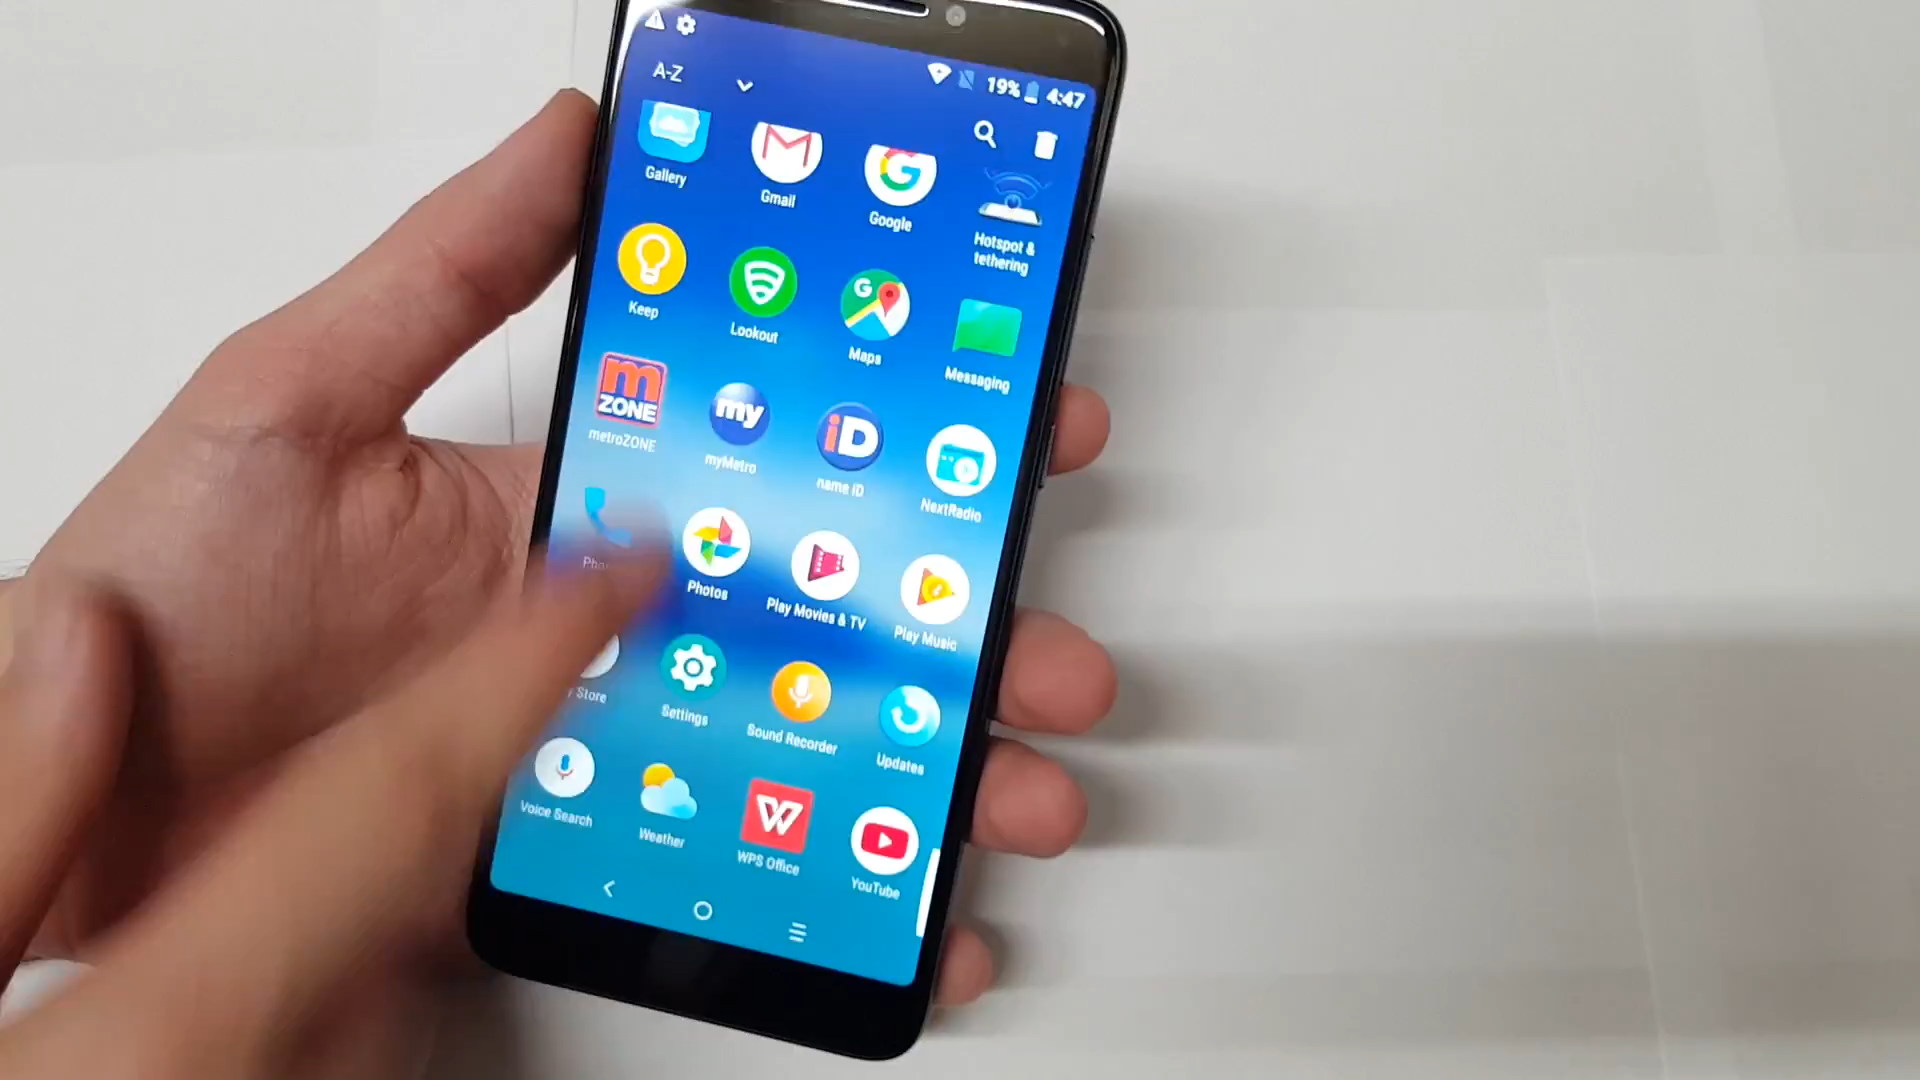 19% 4:47
A-Z
Gallery
Gmail
Google
Hotspot &
tethering
Keep
Lookout
Maps
Messaging
m
ZONE
my
iD
metroZONE
myMetro
name iD
NextRadio
Photos
Play Movies & TV
Play Music
Store
Settings
Sound Recorder
Updates
Voice Search
Weather
WPS Office
YouTube